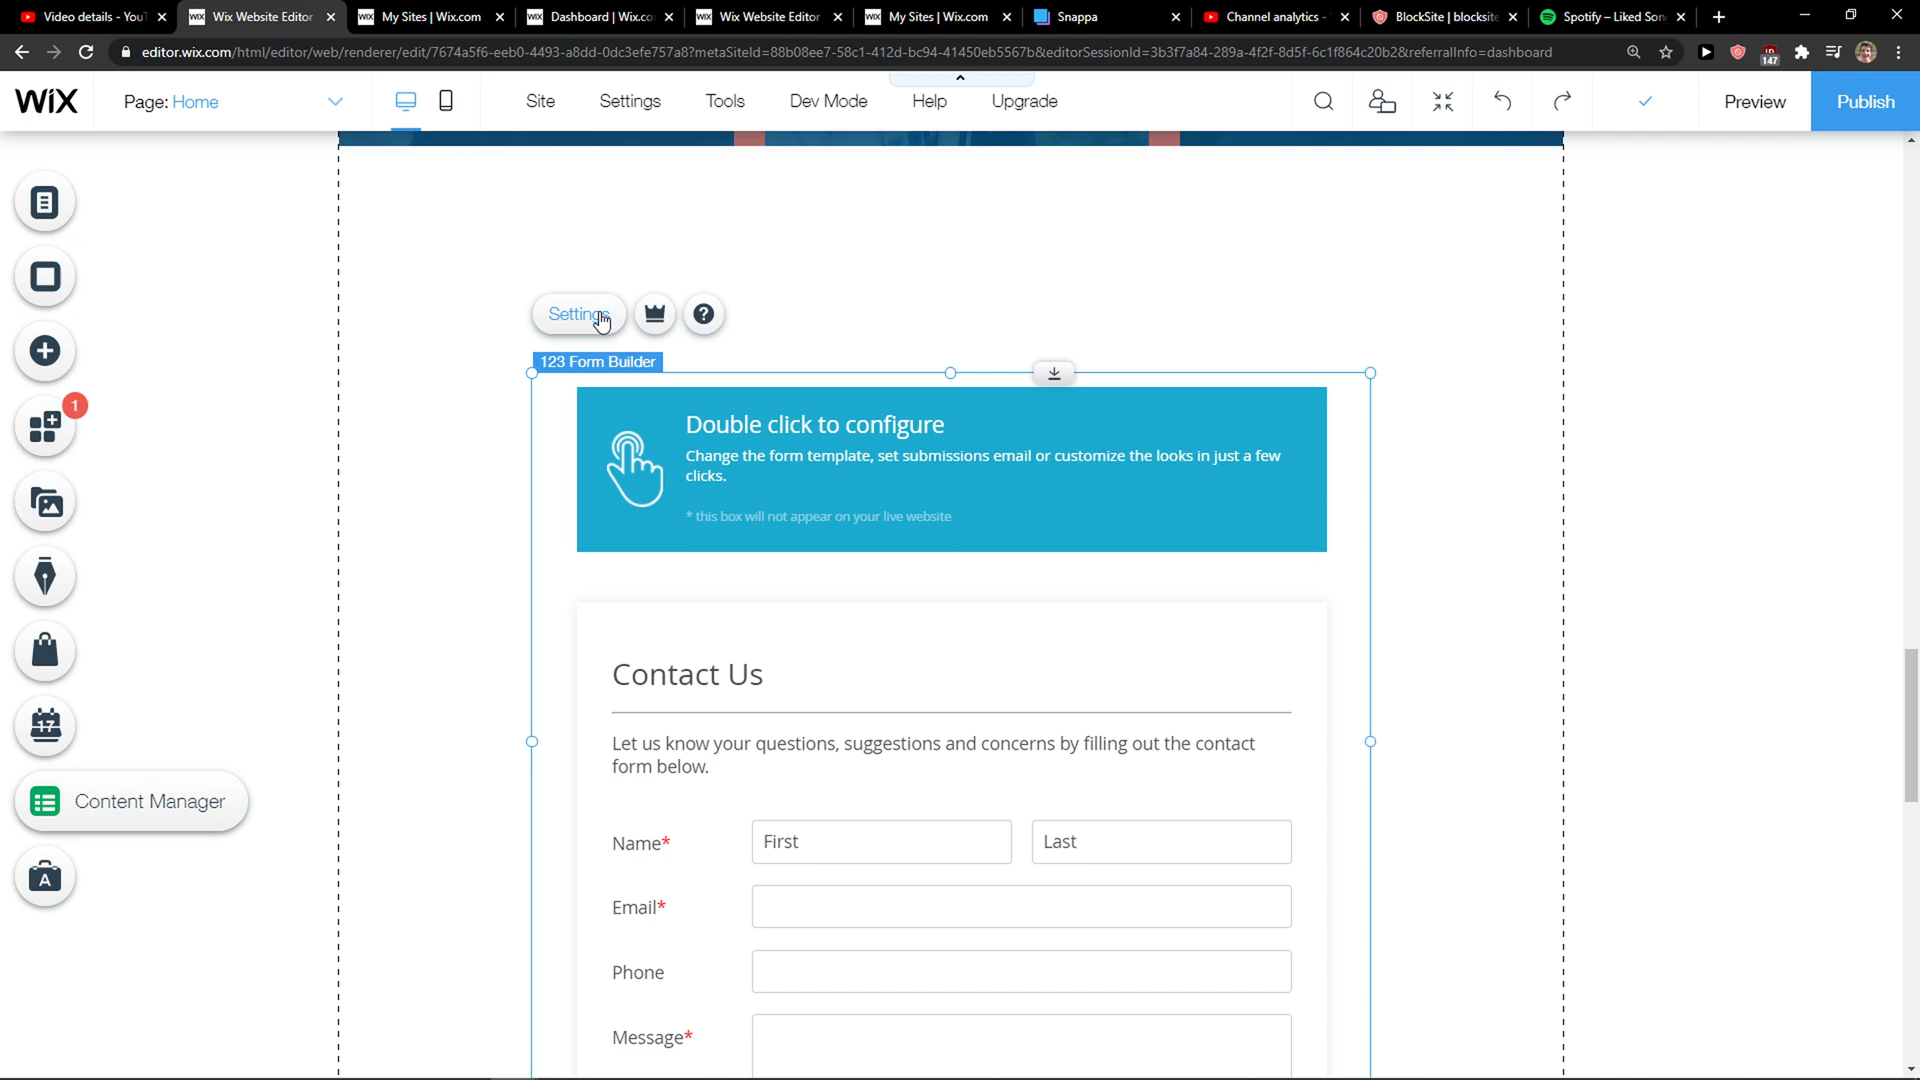 Video details - YouT
Wix Website Editor
My Sites | Wix.com
Dashboard | Wix.co
Wix Website Editor
My Sites | Wix.com
Snappa
Channel analytics -
BlockSite | blocksite
Spotify – Liked Son
editor.wix.com/html/editor/web/renderer/edit/7674a5f6-eeb0-4493-a8dd-0dc3efe757a8?metaSiteId=88b08ee7-58c1-412d-bc94-41450eb5567b&editorSessionId=3b3f7a84-289a-4f2f-8d5f-6c1f864c20b2&referralInfo=dashboard
147
WiX
Page: Home
Site
Settings
Tools
Dev Mode
Help
Upgrade
Preview
Publish
Settings
123 Form Builder
Double click to configure
Change the form template, set submissions email or customize the looks in just a few
clicks.
* this box will not appear on your live website
1
17
Content Manager
A
Contact Us
Let us know your questions, suggestions and concerns by filling out the contact
form below.
Name*
First
Last
Email*
Phone
Message*